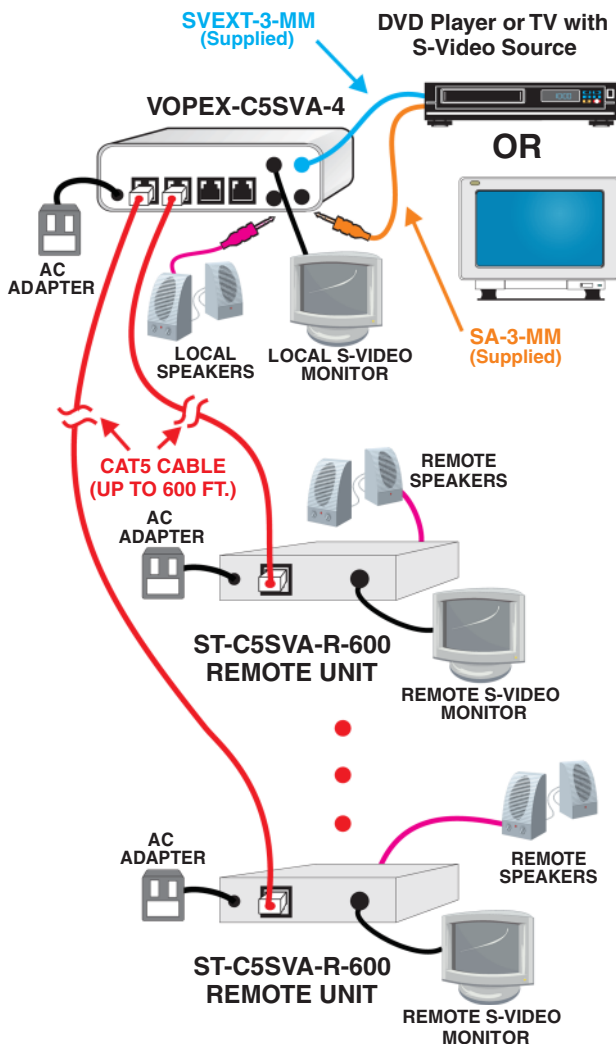 SVEXT-3-MM
(Supplied)
DVD Player or TV with
S-Video Source
VOPEX-C5SVA-4
OR
AC
ADAPTER
LOCAL
SPEAKERS
LOCAL S-VIDEO
MONITOR
SA-3-MM
(Supplied)
CAT5 CABLE
(UP TO 600 FT.)
REMOTE
SPEAKERS
AC
ADAPTER
ST-C5SVA-R-600
REMOTE UNIT
REMOTE S-VIDEO
MONITOR
AC
ADAPTER
REMOTE
SPEAKERS
ST-C5SVA-R-600
REMOTE UNIT
REMOTE S-VIDEO
MONITOR